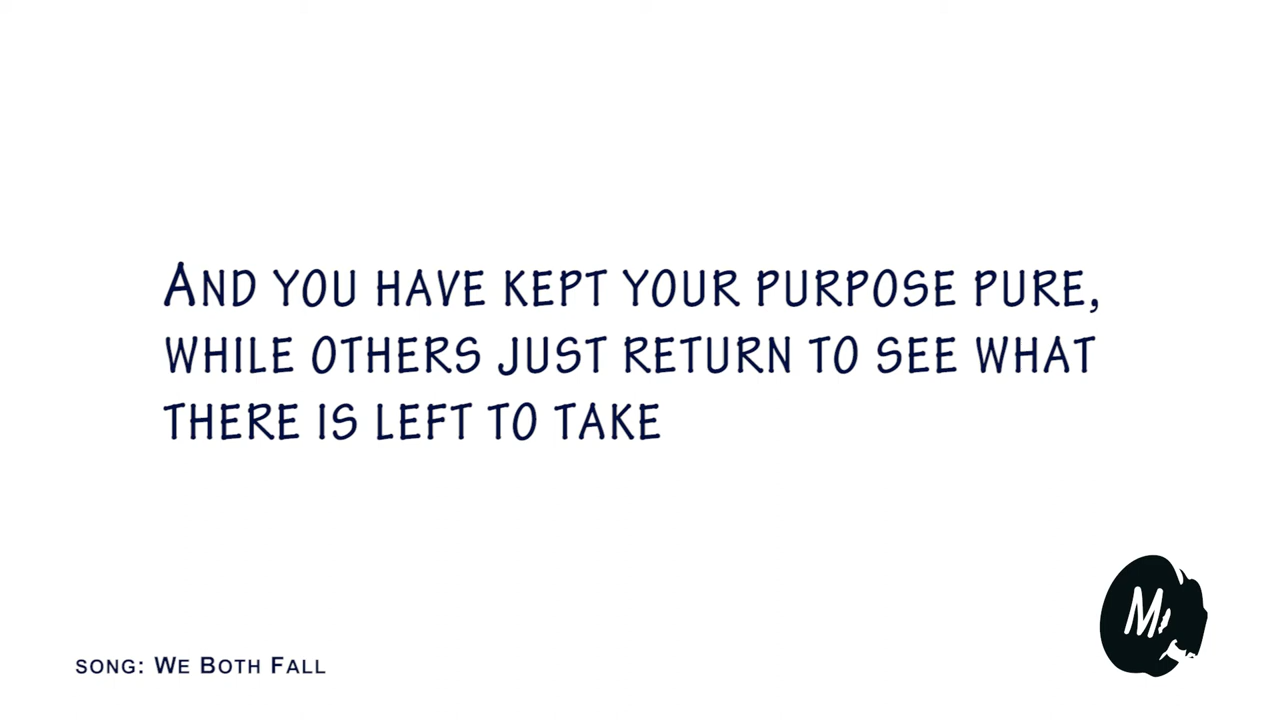 And you have kept your purpose pure,
while others just return to see what
there is left to take
M
song: We Both Fall